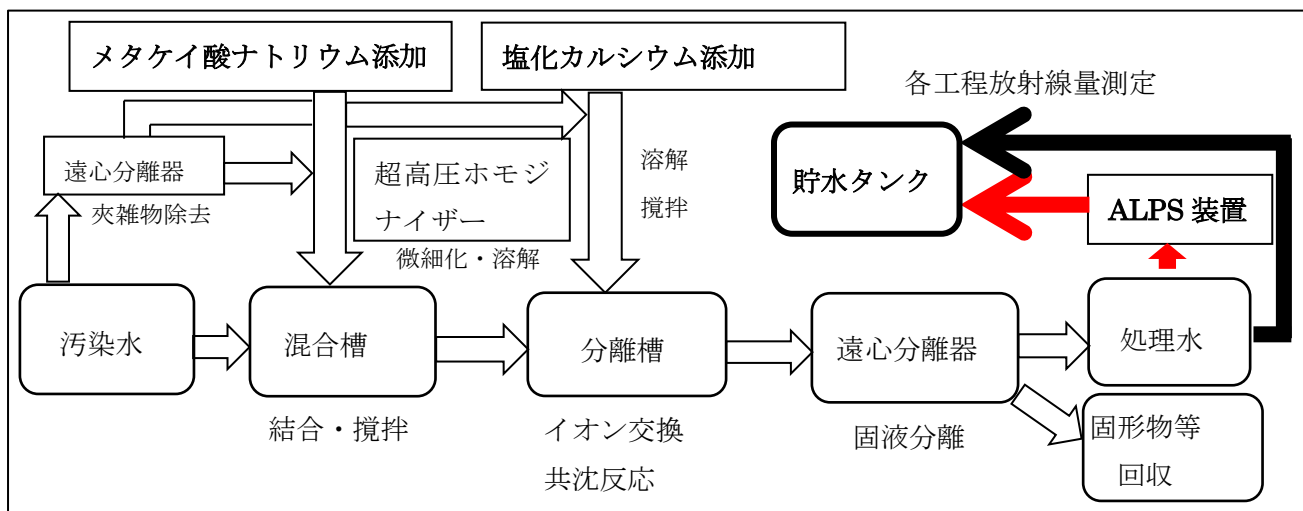 メタケイ酸ナトリウム添加
塩化カルシウム添加
各工程放射線量測定
遠心分離器
夾雑物除去
超高圧ホモジ
ナイザー
微細化・溶解
溶解
撹拌
貯水タンク
ALPS 装置
汚染水
混合槽
分離槽
遠心分離器
処理水
結合・撹拌
イオン交換
共沈反応
固液分離
固形物等
回収